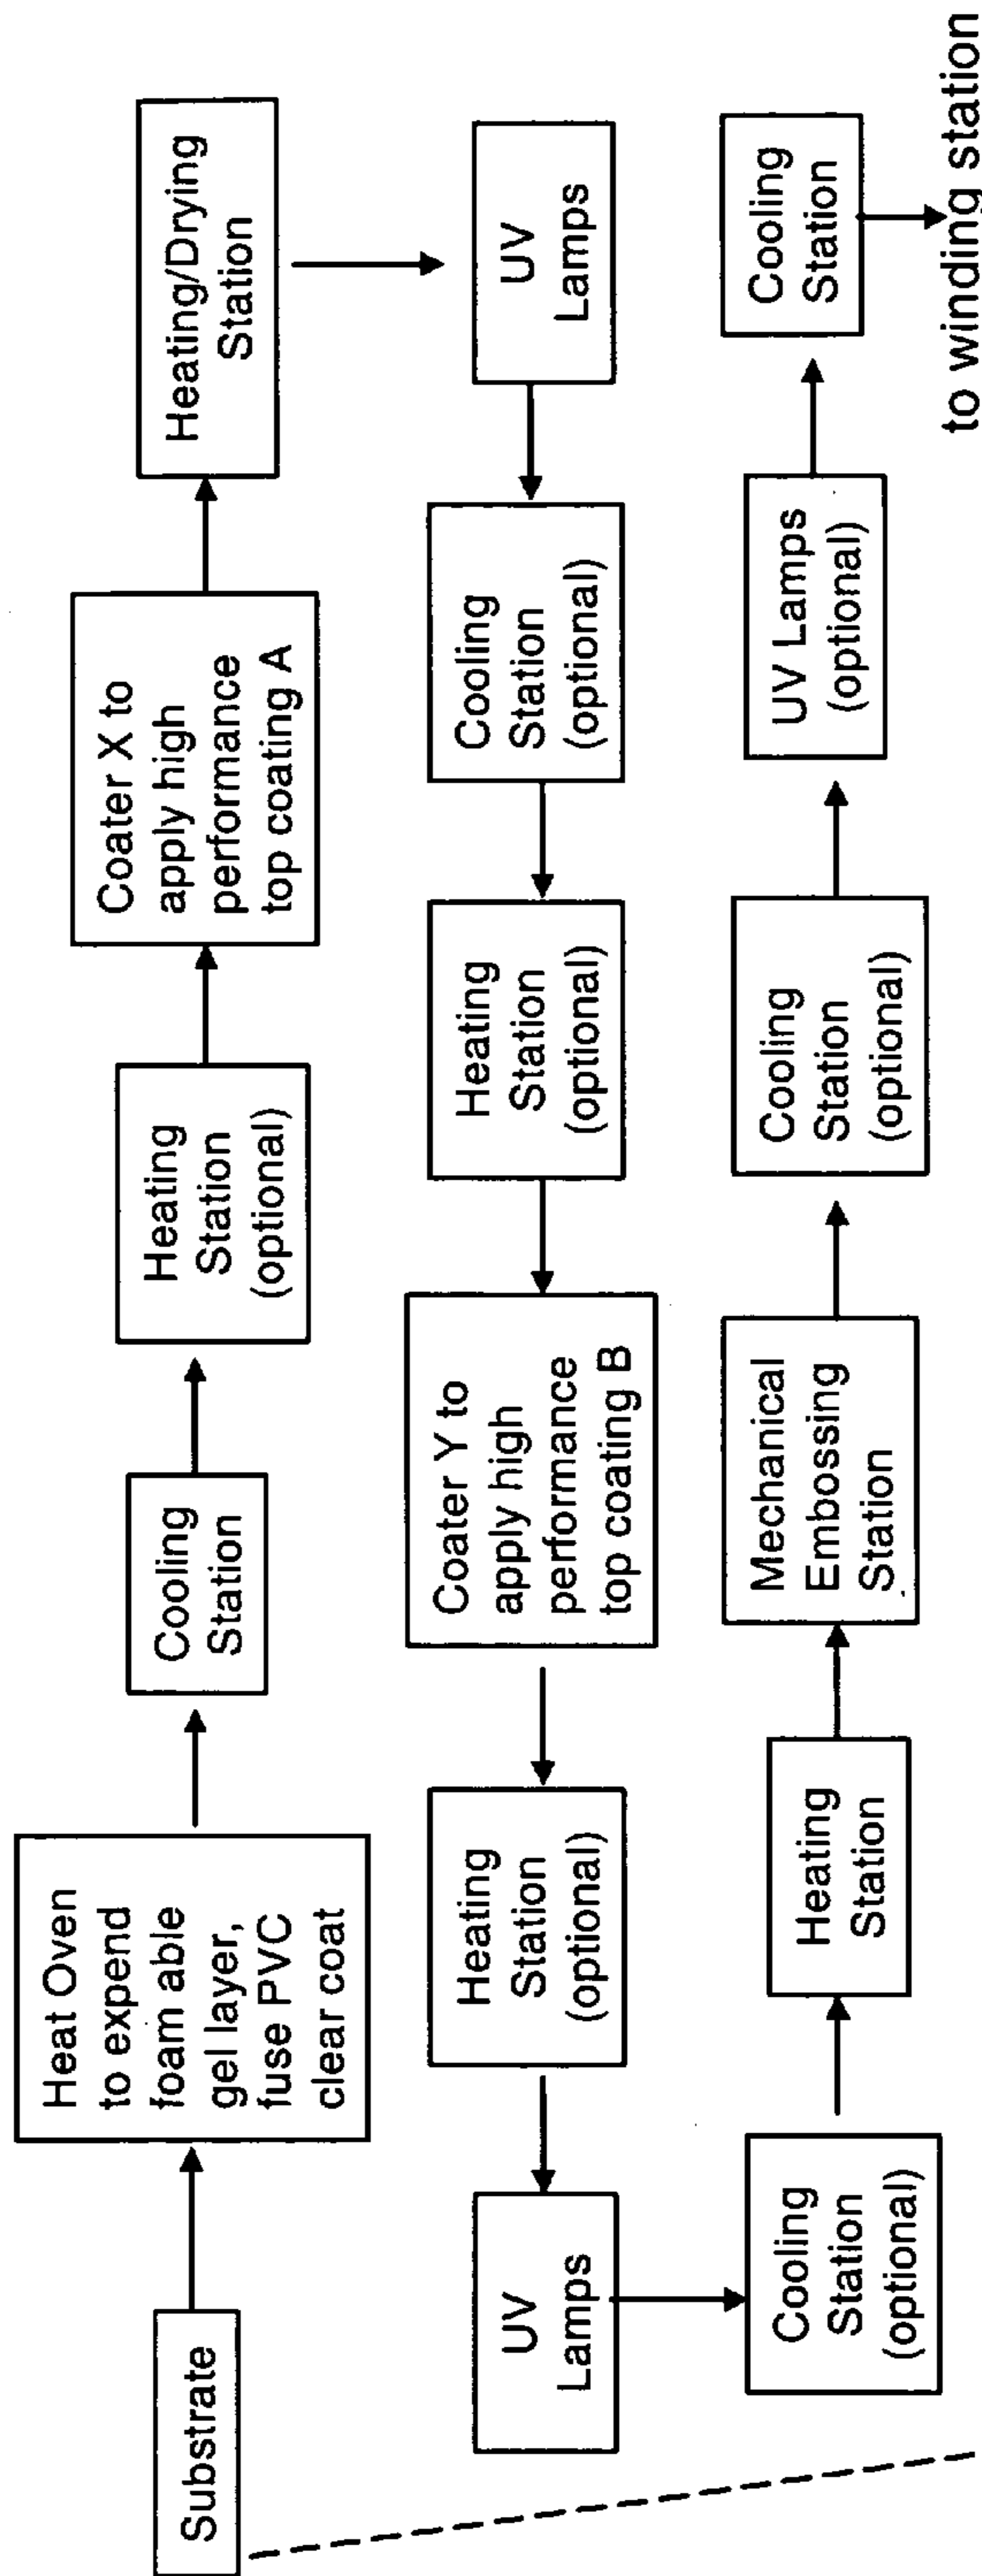 Substrate
Heat Oven
to expend
foam able
gel layer,
fuse PVC
clear coat
Cooling
Station
Heating
Station
(optional)
Coater X to
apply high
performance
top coating A
Heating/Drying
Station
UV
Lamps
Cooling
Station
(optional)
Heating
Station
(optional)
Coater Y to
apply high
performance
top coating B
Heating
Station
(optional)
UV
Lamps
Cooling
Station
(optional)
Heating
Station
Mechanical
Embossing
Station
Cooling
Station
(optional)
UV Lamps
(optional)
Cooling
Station
to winding station